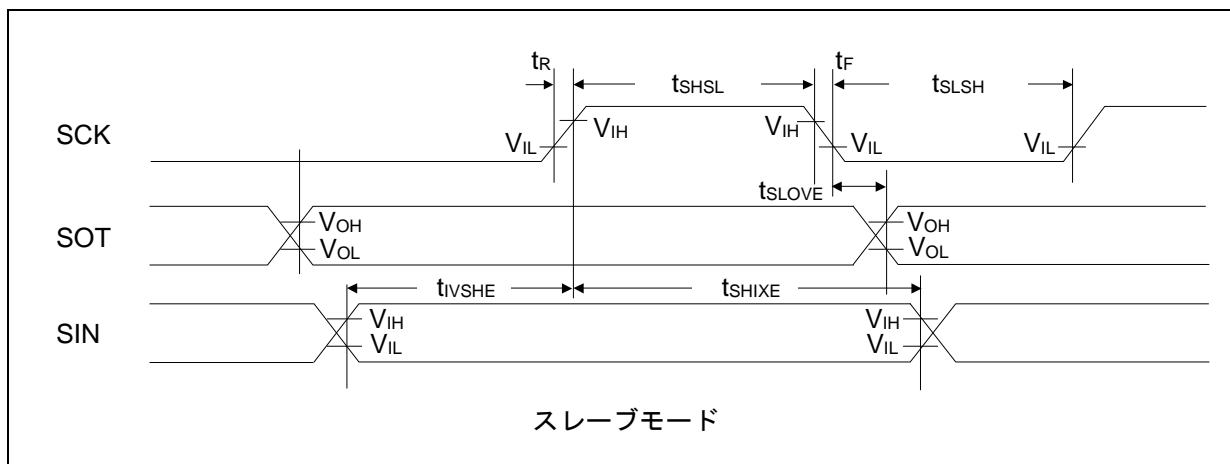 tR tSHSL tF tSLSH
SCK VIL VIH VIH VIL VIL
tSLOVE
SOT VOH VOL VOH VOL
tIVSHE tSHIXE
SIN VIH VIL VIH VIL
スレーブモード